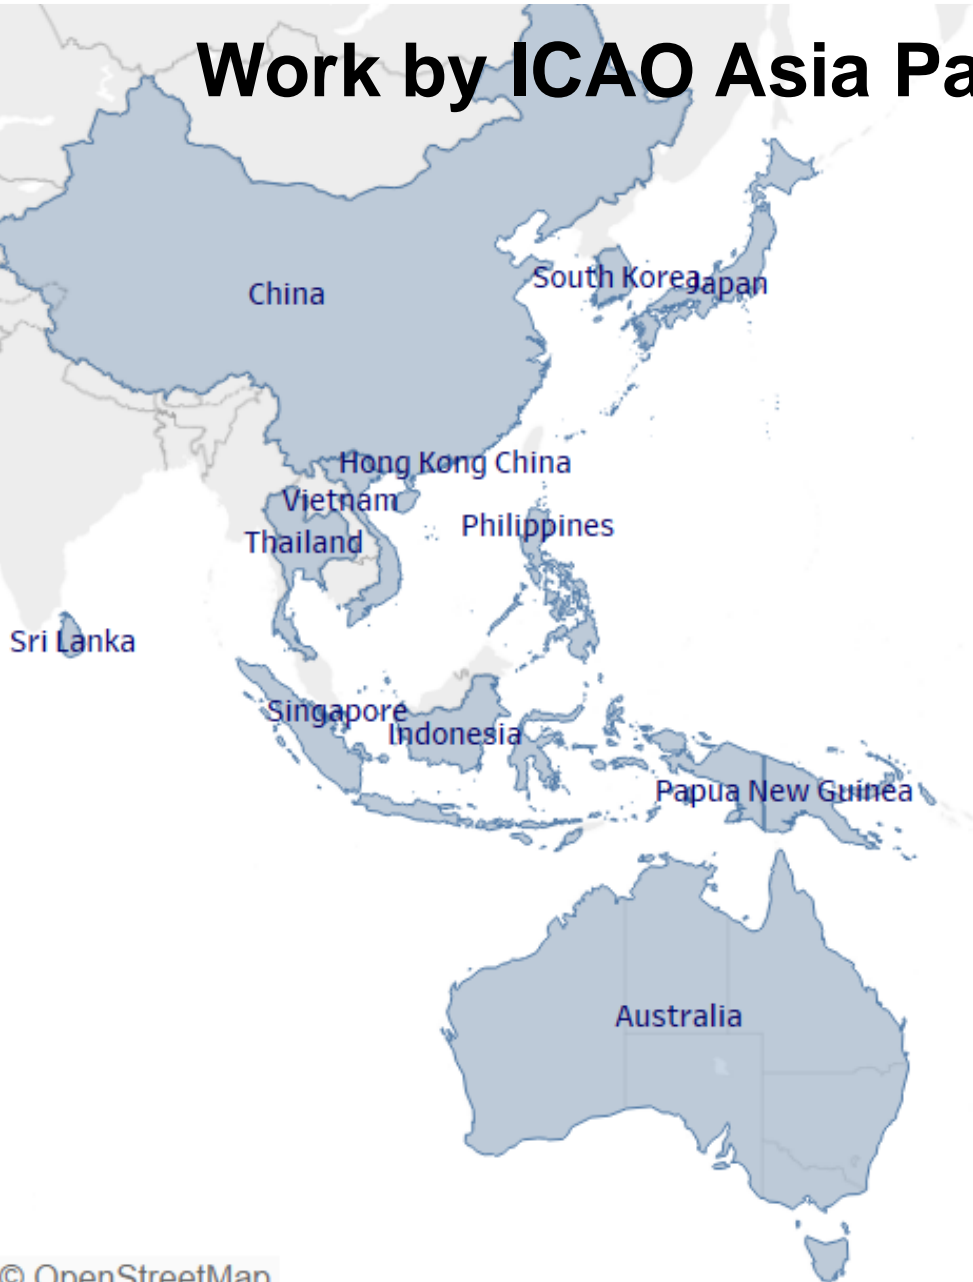 Work by ICAO Asia Pa
China
South Korea
Japan
Hong Kong China
Vietnam
Philippines
Thailand
Sri Lanka
Singapore
Indonesia
Papua New Guinea
Australia
© OpenStreetMap